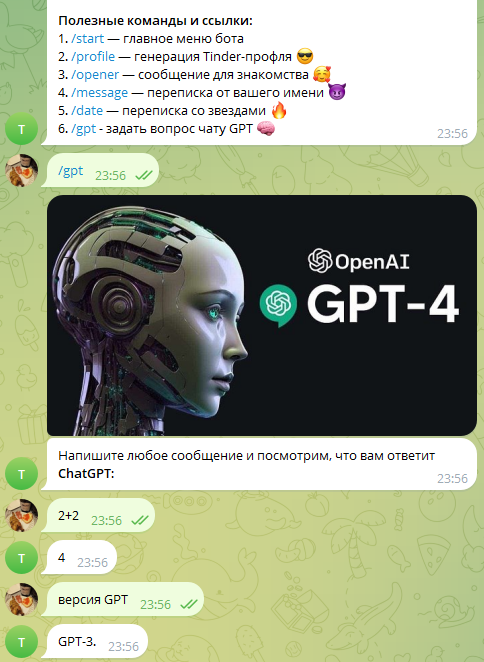 Полезные команды и ссылки:
1. /start — главное меню бота
2. /profile — генерация Tinder-профля 😎
3. /opener — сообщение для знакомства 🥰
4. /message — переписка от вашего имени 😈
5. /date — переписка со звездами 🔥
6. /gpt - задать вопрос чату GPT 🧠
23:56
T
/gpt 23:56
OpenAI
GPT-4
Напишите любое сообщение и посмотрим, что вам ответит
ChatGPT:
23:56
T
2+2 23:56
T
4 23:56
версия GPT 23:56
T
GPT-3. 23:56